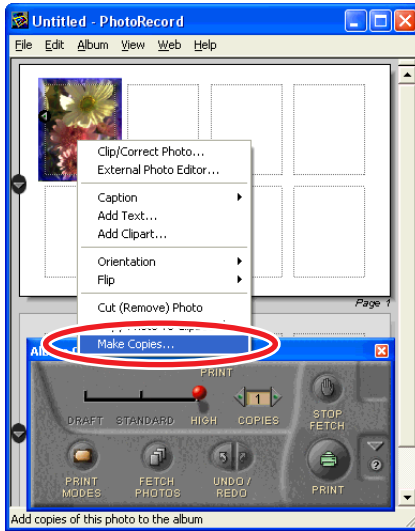 Untitled - PhotoRecord
File Edit Album View Web Help
Clip/Correct Photo...
External Photo Editor...
Caption
Add Text...
Add Clipart...
Orientation
Flip
Cut (Remove) Photo
Make Copies...
Page 1
PRINT
DRAFT STANDARD HIGH COPIES
1
STOP
FETCH
PRINT
MODES
FETCH
PHOTOS
UNDO /
REDO
PRINT
?
Add copies of this photo to the album